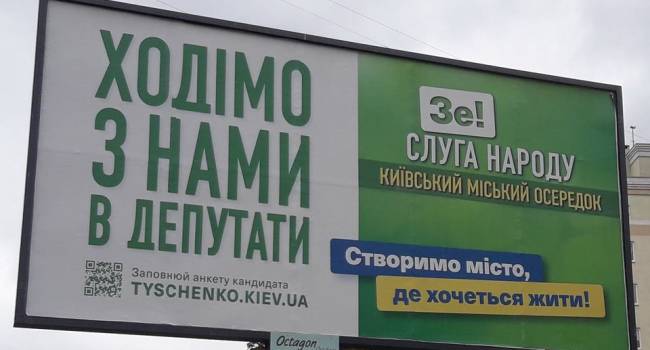 ХОДІМО
З НАМИ
В ДЕПУТАТИ
Заповнюй анкету кандидата
TYSCHENKO.KIEV.UA
Зе!
СЛУГА НАРОДУ
КИЇВСЬКИЙ МІСЬКИЙ ОСЕРЕДОК
Створимо місто,
де хочеться жити!
Octagon